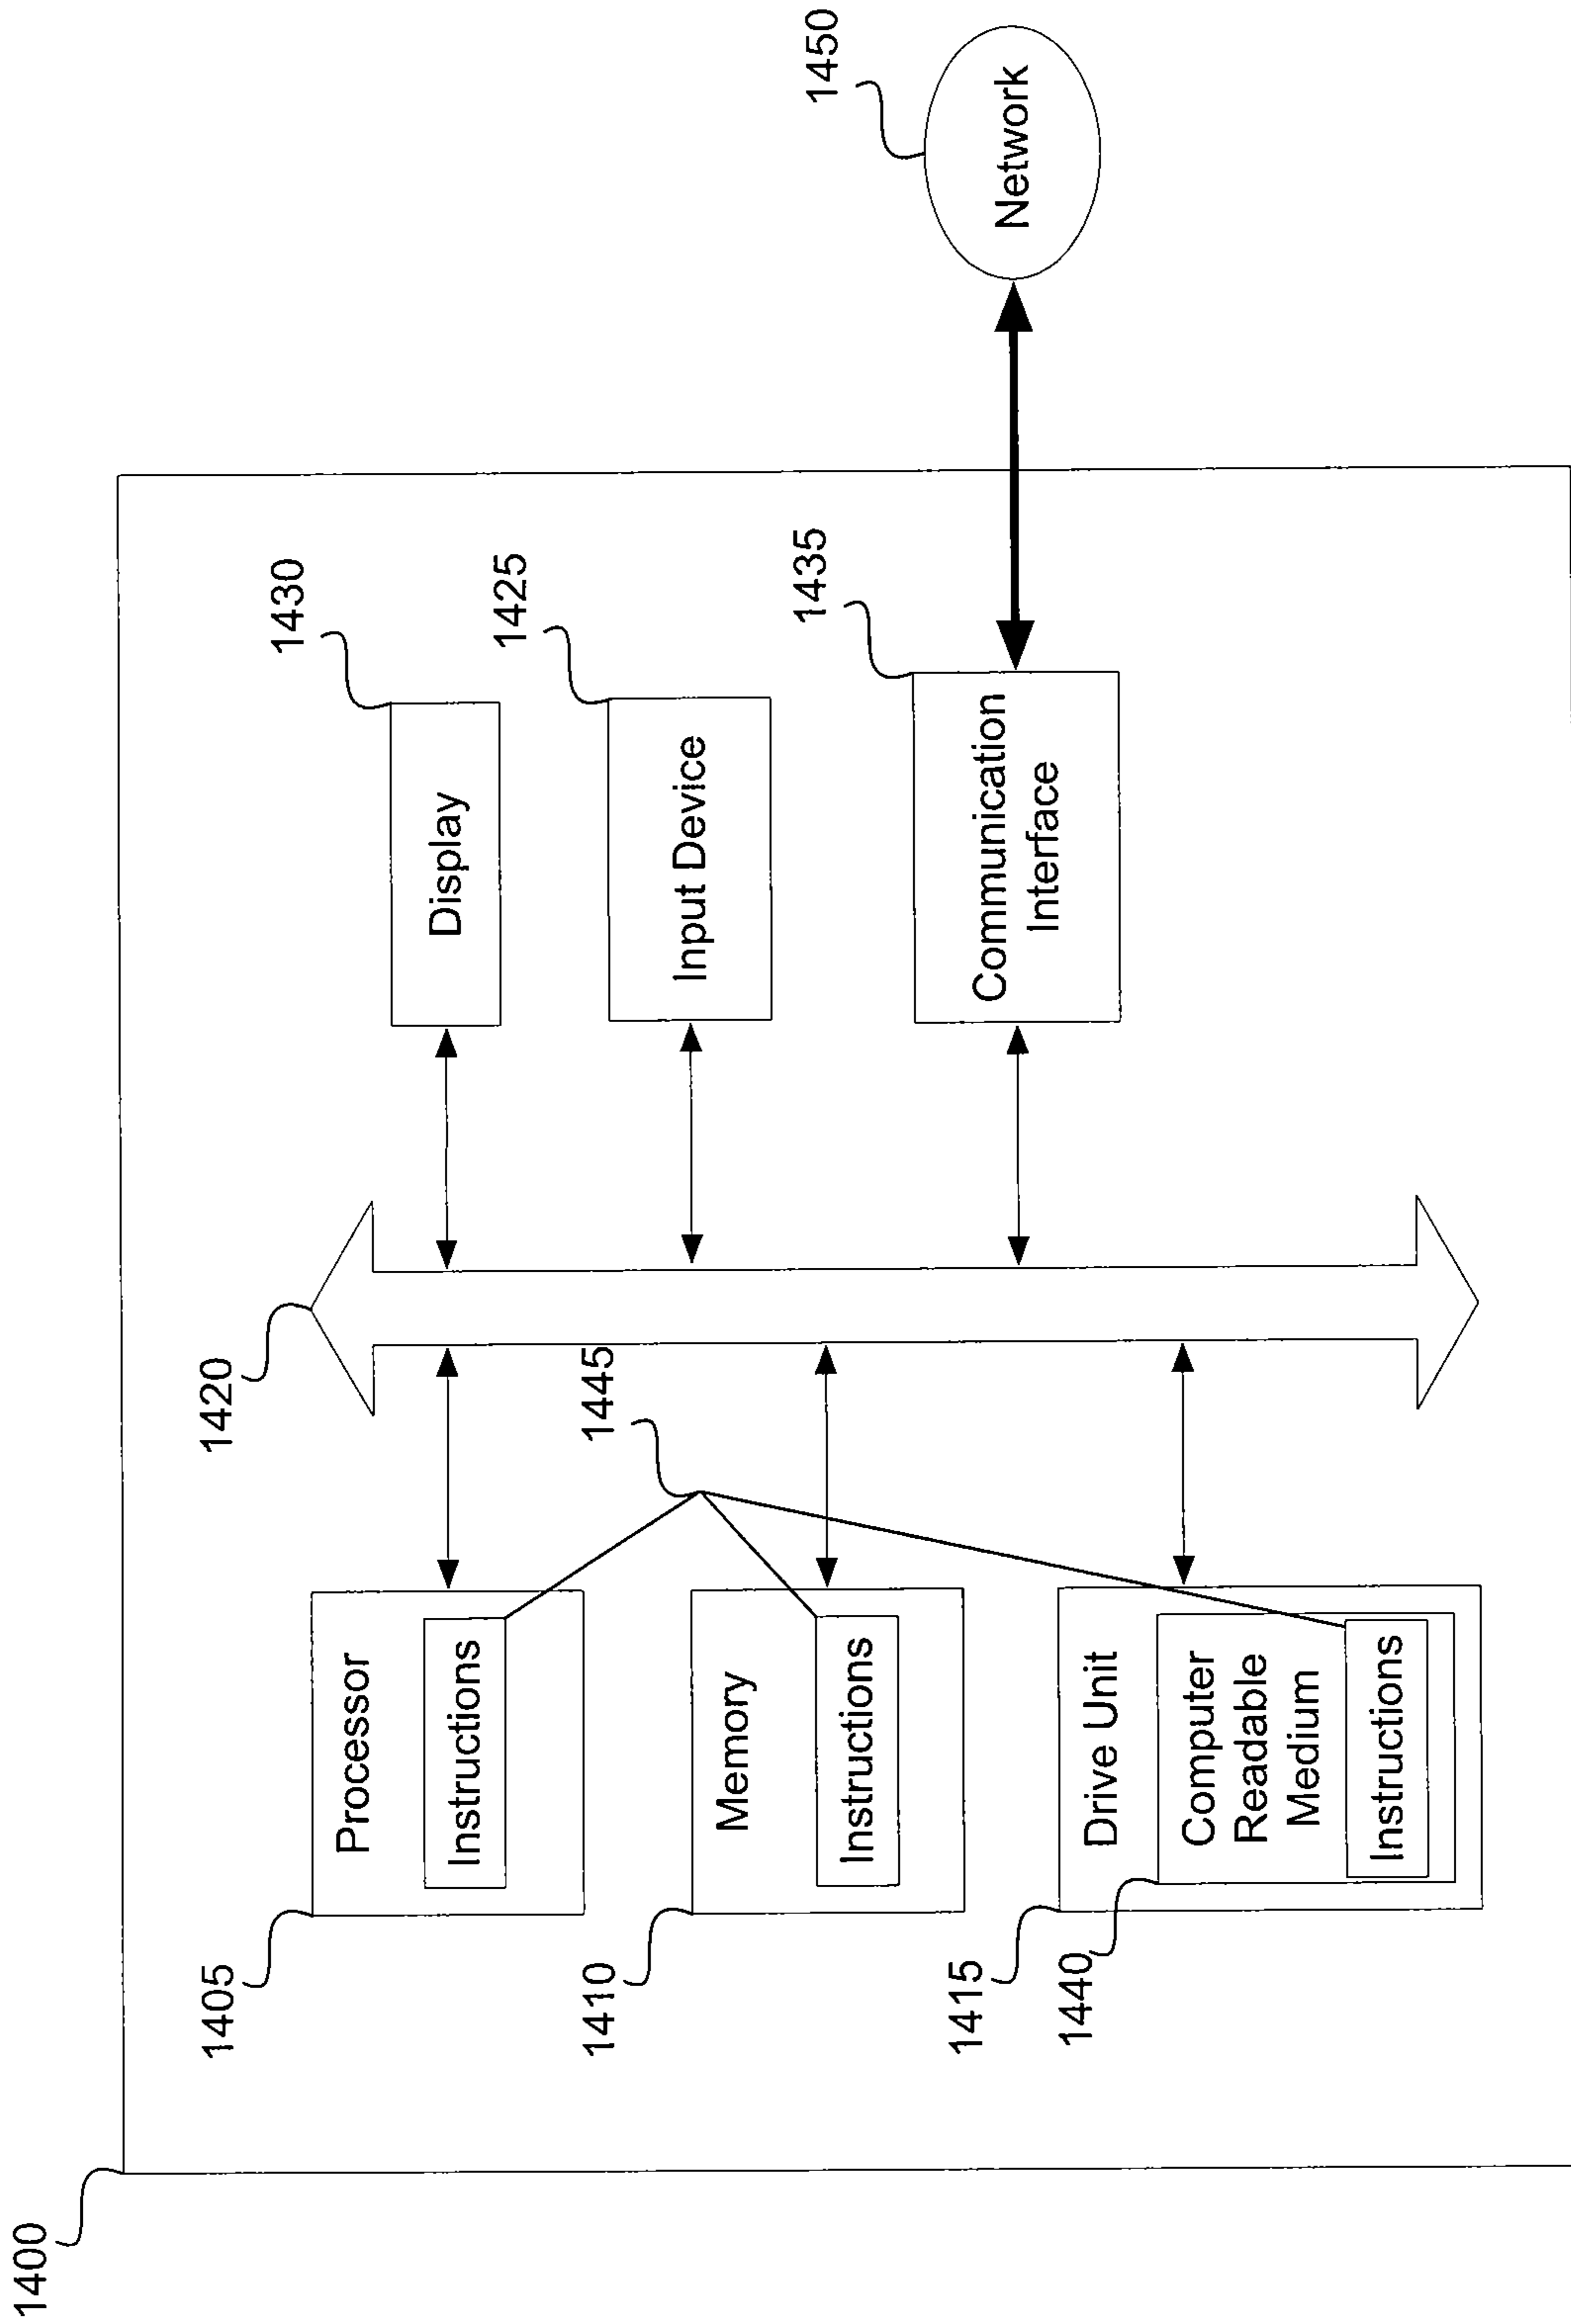 1400
1405
Processor
Instructions
1410
Memory
Instructions
1415
Drive Unit
1440
Computer
Readable
Medium
Instructions
1420
1445
1430
Display
1425
Input Device
1435
Communication
Interface
1450
Network